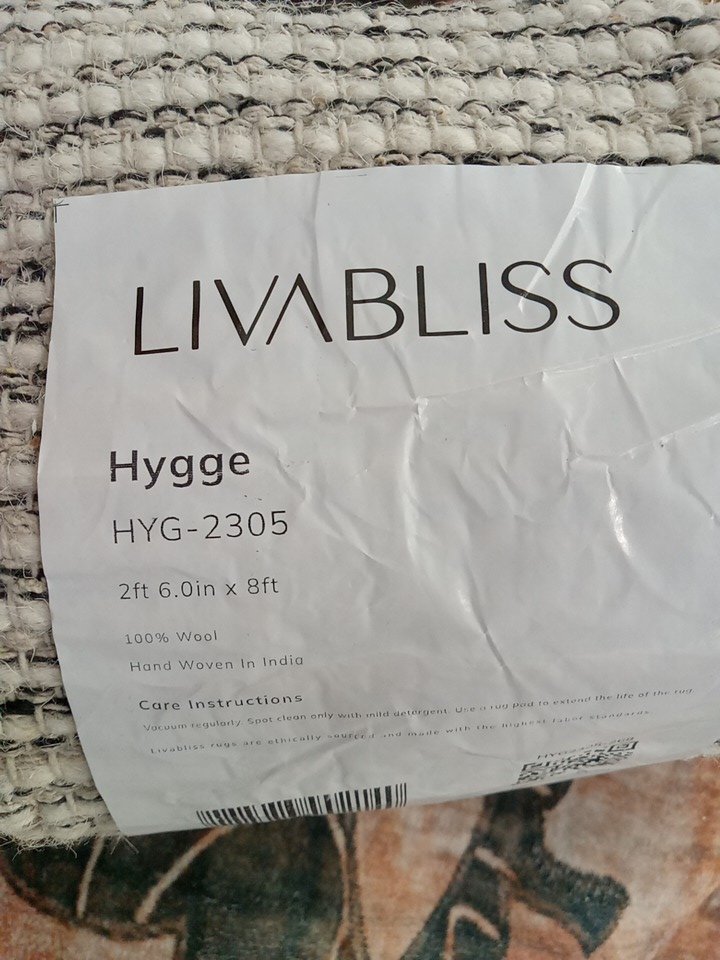 LIVABLISS
Hygge
HYG-2305
2ft 6.0in x 8ft
100% Wool
Hand Woven In India
Care Instructions
Vacuum regularly. Spot clean only with mild detergent. Use a rug pad to extend the life of the rug.
Livabliss rugs are ethically sourced and made with the highest labor standards.